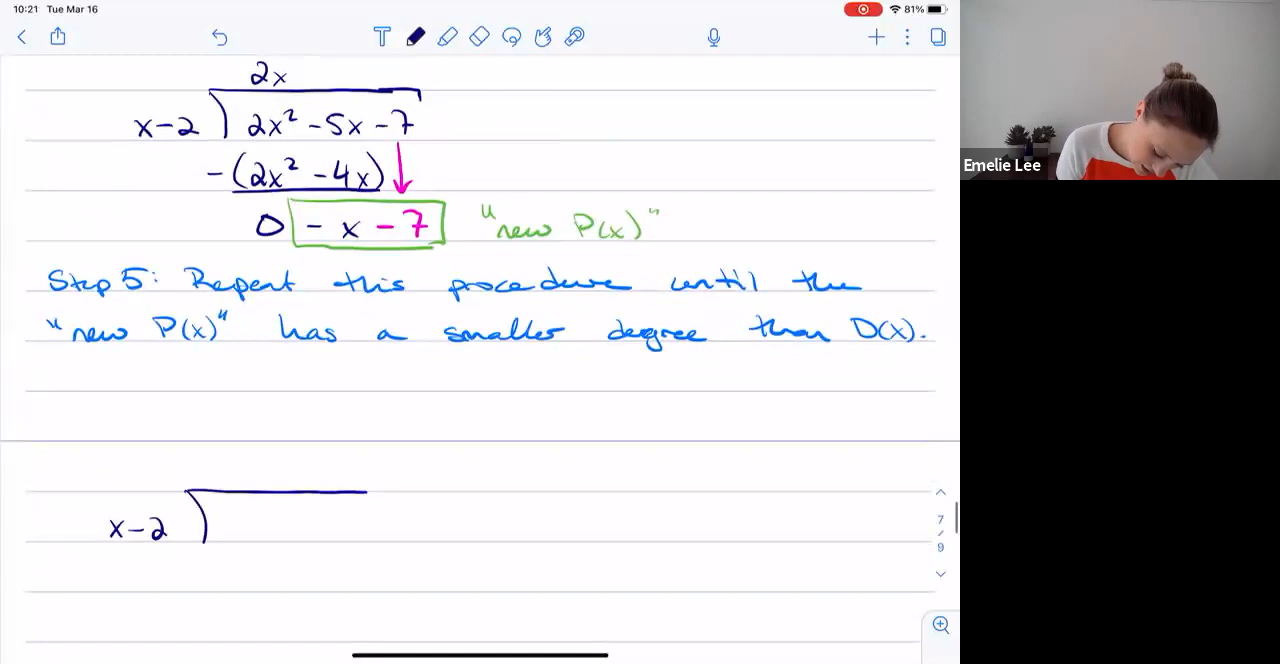 10:21 Tue Mar 16
81%
T
2x
x-2 ) 2x² -5x -7
-(2x² -4x)
0 - x - 7 "new P(x)"
Step 5: Repeat this procedure until the
"new P(x)" has a smaller degree than D(x).
x-2 )
7
/
9
Emelie Lee